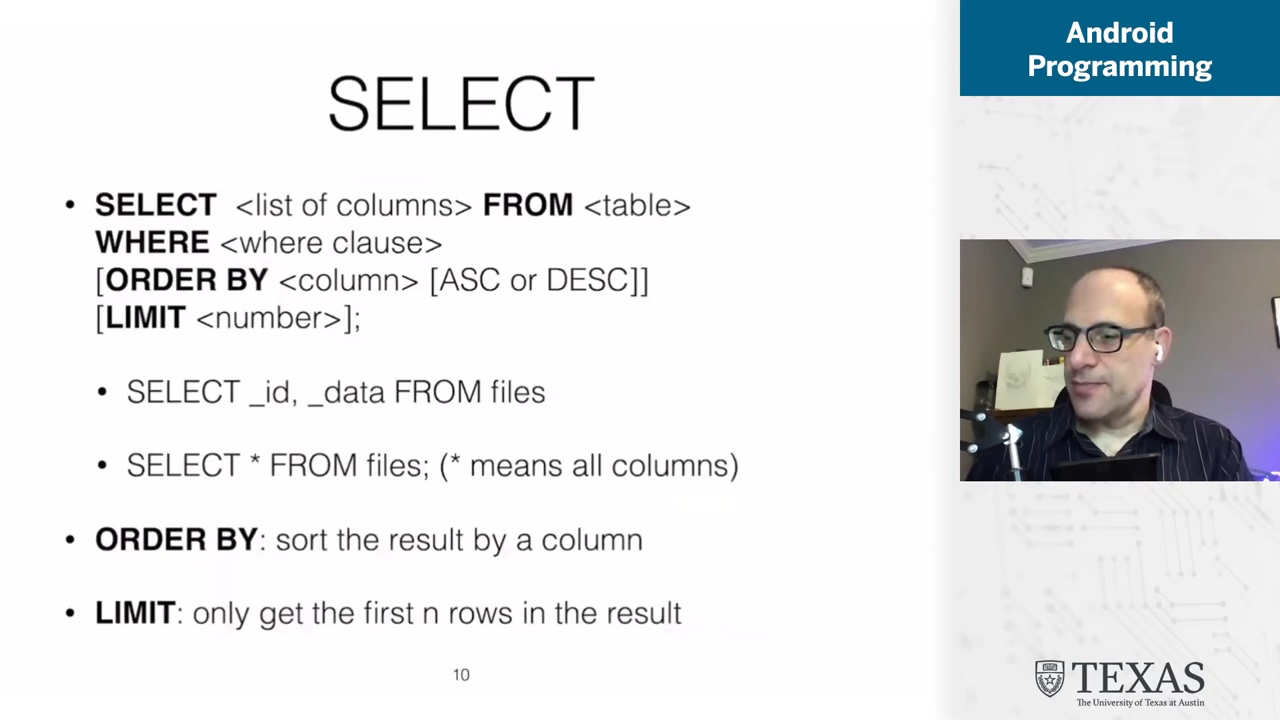 SELECT
• SELECT <list of columns> FROM <table>
WHERE <where clause>
[ORDER BY <column> [ASC or DESC]]
[LIMIT <number>];
• SELECT _id, _data FROM files
• SELECT * FROM files; (* means all columns)
• ORDER BY: sort the result by a column
• LIMIT: only get the first n rows in the result
10
Android
Programming
TEXAS
The University of Texas at Austin